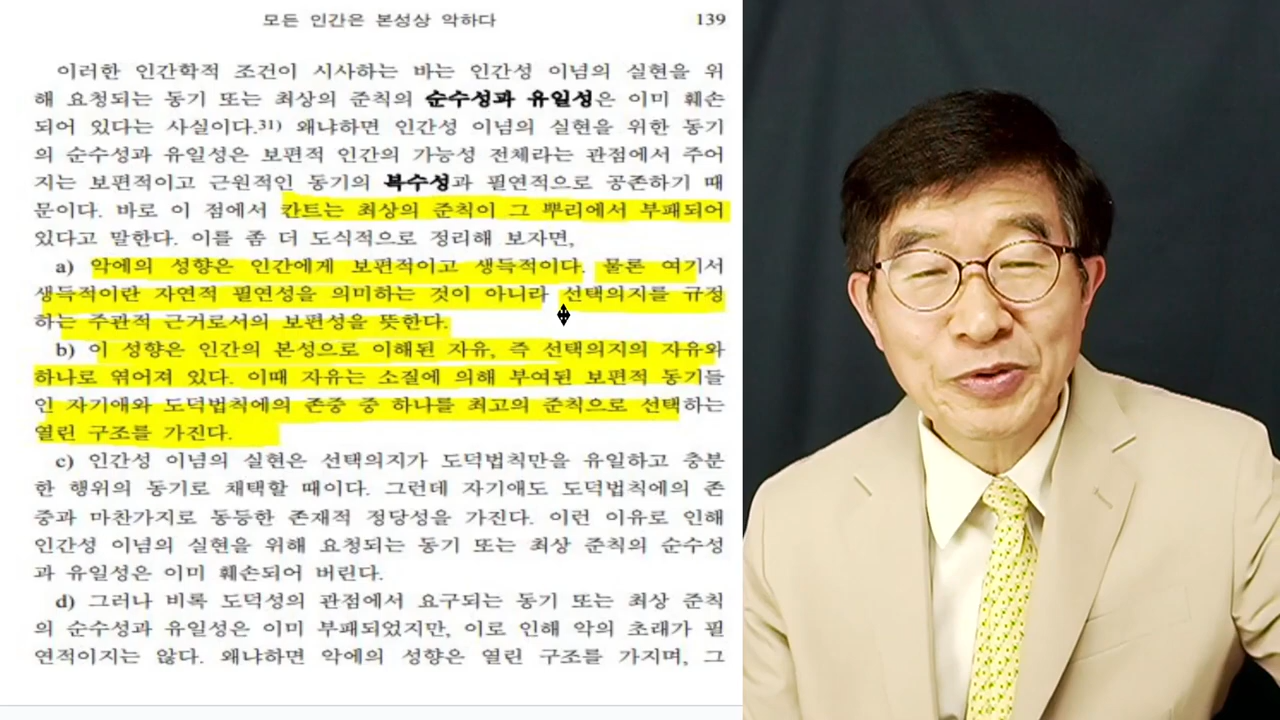 모든 인간은 본성상 악하다 139
이러한 인간학적 조건이 시사하는 바는 인간성 이념의 실현을 위
해 요청되는 동기 또는 최상의 준칙의 순수성과 유일성은 이미 훼손
되어 있다는 사실이다.31) 왜냐하면 인간성 이념의 실현을 위한 동기
의 순수성과 유일성은 보편적 인간의 가능성 전체라는 관점에서 주어
지는 보편적이고 근원적인 동기의 복수성과 필연적으로 공존하기 때
문이다. 바로 이 점에서 칸트는 최상의 준칙이 그 뿌리에서 부패되어
있다고 말한다. 이를 좀 더 도식적으로 정리해 보자면,
a) 악에의 성향은 인간에게 보편적이고 생득적이다. 물론 여기서
생득적이란 자연적 필연성을 의미하는 것이 아니라 선택의지를 규정
하는 주관적 근거로서의 보편성을 뜻한다.
b) 이 성향은 인간의 본성으로 이해된 자유, 즉 선택의지의 자유와
하나로 엮어져 있다. 이때 자유는 소질에 의해 부여된 보편적 동기들
인 자기애와 도덕법칙에의 존중 중 하나를 최고의 준칙으로 선택하는
열린 구조를 가진다.
c) 인간성 이념의 실현은 선택의지가 도덕법칙만을 유일하고 충분
한 행위의 동기로 채택할 때이다. 그런데 자기애도 도덕법칙에의 존
중과 마찬가지로 동등한 존재적 정당성을 가진다. 이런 이유로 인해
인간성 이념의 실현을 위해 요청되는 동기 또는 최상 준칙의 순수성
과 유일성은 이미 훼손되어 버린다.
d) 그러나 비록 도덕성의 관점에서 요구되는 동기 또는 최상 준칙
의 순수성과 유일성은 이미 부패되었지만, 이로 인해 악의 초래가 필
연적이지는 않다. 왜냐하면 악에의 성향은 열린 구조를 가지며, 그